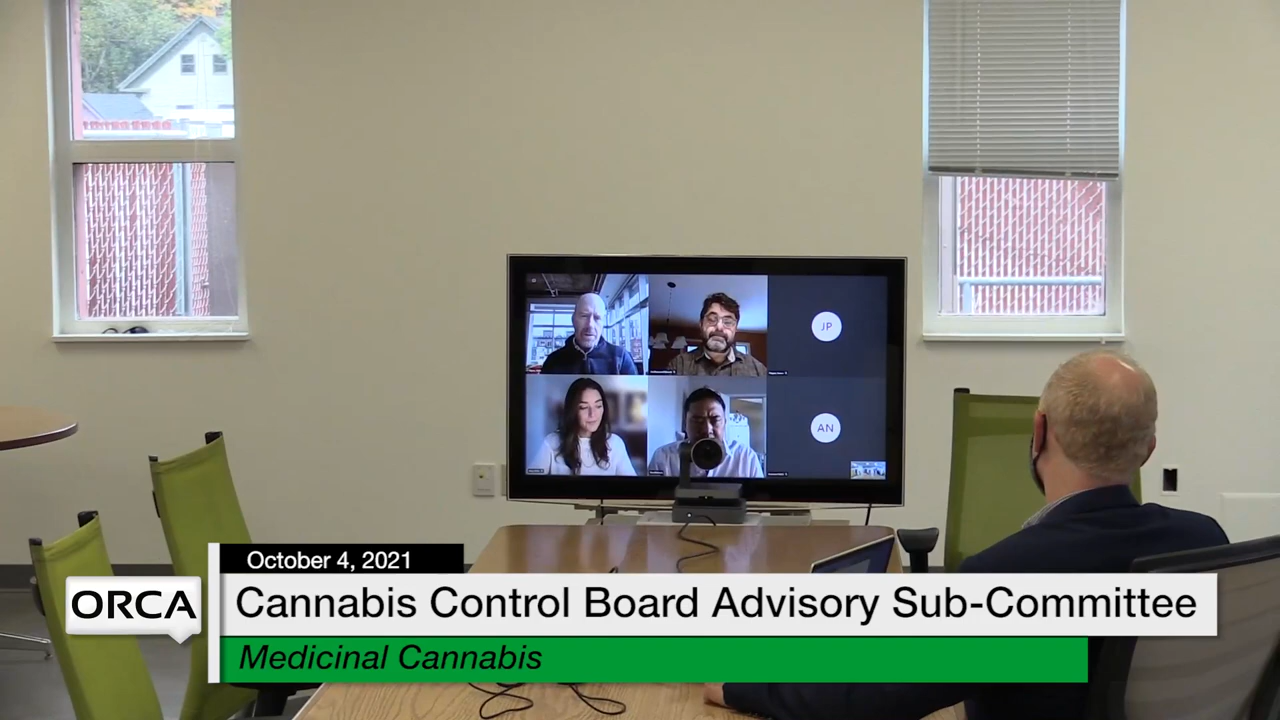 JP
AN
October 4, 2021
ORCA
Cannabis Control Board Advisory Sub-Committee
Medicinal Cannabis